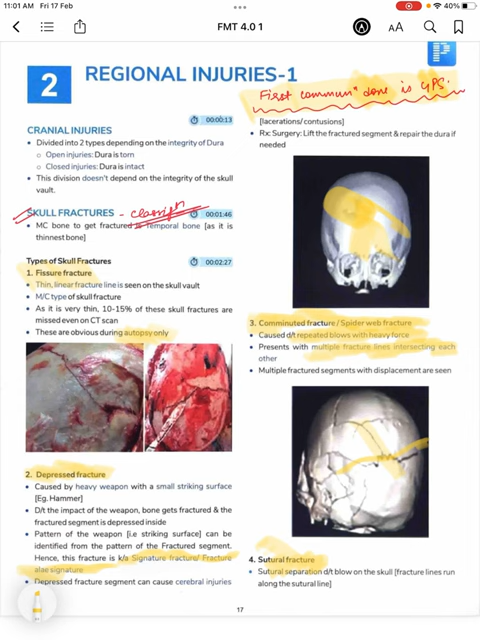 11:01 AM Fri 17 Feb
40%
FMT 4.0 1
AA
P
2
REGIONAL INJURIES-1
First commun" done is
00:00:13
CRANIAL INJURIES
• Divided into 2 types depending on the integrity of Dura
o Open injuries: Dura is torn
o Closed injuries: Dura is intact
• This division doesn't depend on the integrity of the skull
vault.
SKULL FRACTURES - classifn
00:01:46
• MC bone to get fractured is Temporal bone [as it is
thinnest bone]
Types of Skull Fractures
00:02:27
1. Fissure fracture
• Thin, linear fracture line is seen on the skull vault
• M/C type of skull fracture
• As it is very thin, 10-15% of these skull fractures are
missed even on CT scan
• These are obvious during autopsy only
2. Depressed fracture
• Caused by heavy weapon with a small striking surface
[Eg. Hammer]
• D/t the impact of the weapon, bone gets fractured & the
fractured segment is depressed inside
• Pattern of the weapon [i.e striking surface] can be
identified from the pattern of the Fractured segment.
Hence, this fracture is k/a Signature fracture/ Fracture
alae signature
• Depressed fracture segment can cause cerebral injuries
[lacerations/ contusions]
• Rx: Surgery: Lift the fractured segment & repair the dura if
needed
3. Comminuted fracture / Spider web fracture
• Caused d/t repeated blows with heavy force
• Presents with multiple fracture lines intersecting each
other
• Multiple fractured segments with displacement are seen
4. Sutural fracture
• Sutural separation d/t blow on the skull [fracture lines run
along the sutural line]
17